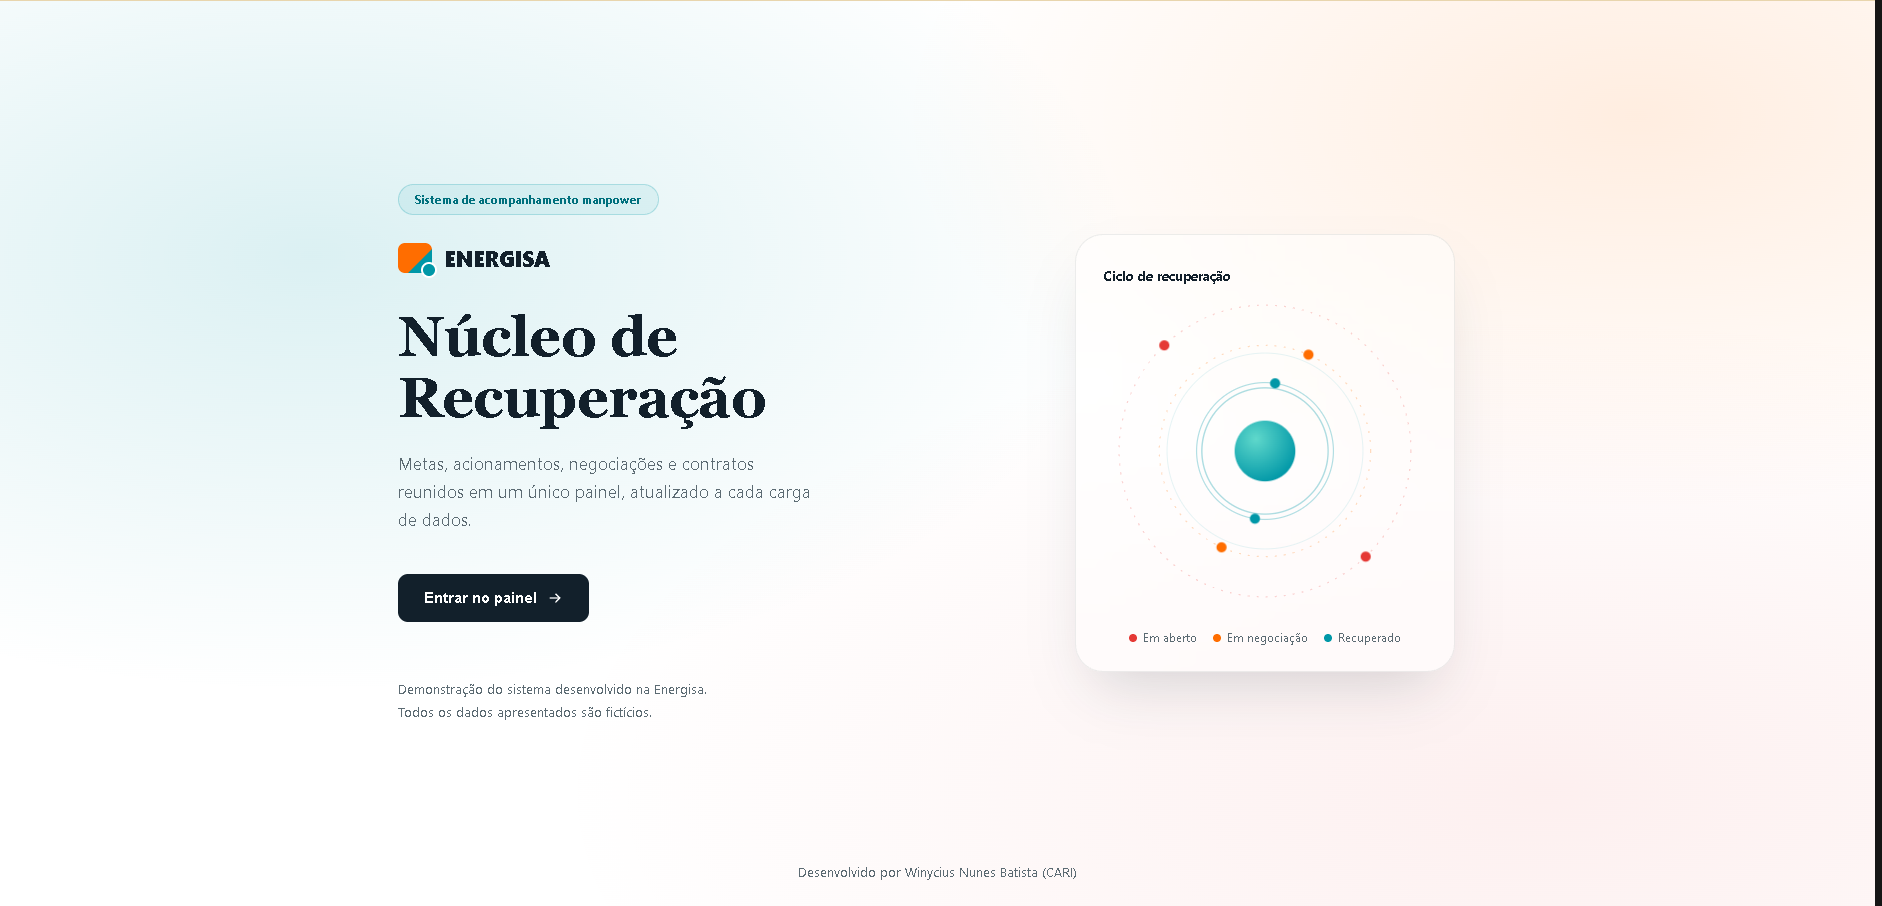 Sistema de acompanhamento manpower
ENERGISA
Núcleo de
Recuperação
Metas, acionamentos, negociações e contratos
reunidos em um único painel, atualizado a cada carga
de dados.
Entrar no painel →
Demonstração do sistema desenvolvido na Energisa.
Todos os dados apresentados são fictícios.
Ciclo de recuperação
Em aberto Em negociação Recuperado
Desenvolvido por Winycius Nunes Batista (CARI)